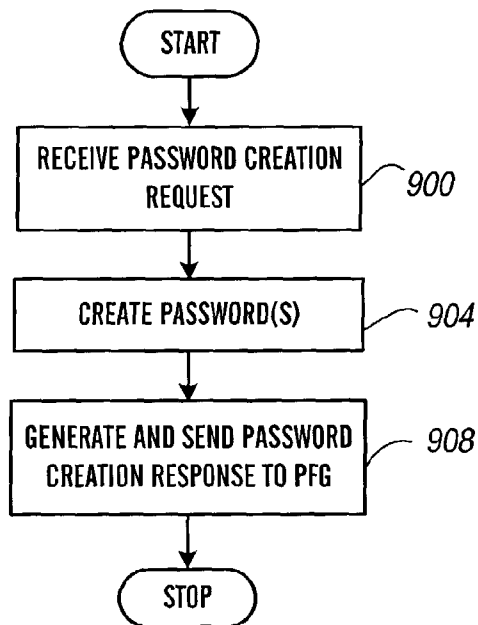 START
RECEIVE PASSWORD CREATION
REQUEST
900
CREATE PASSWORD(S)
904
GENERATE AND SEND PASSWORD
CREATION RESPONSE TO PFG
908
STOP